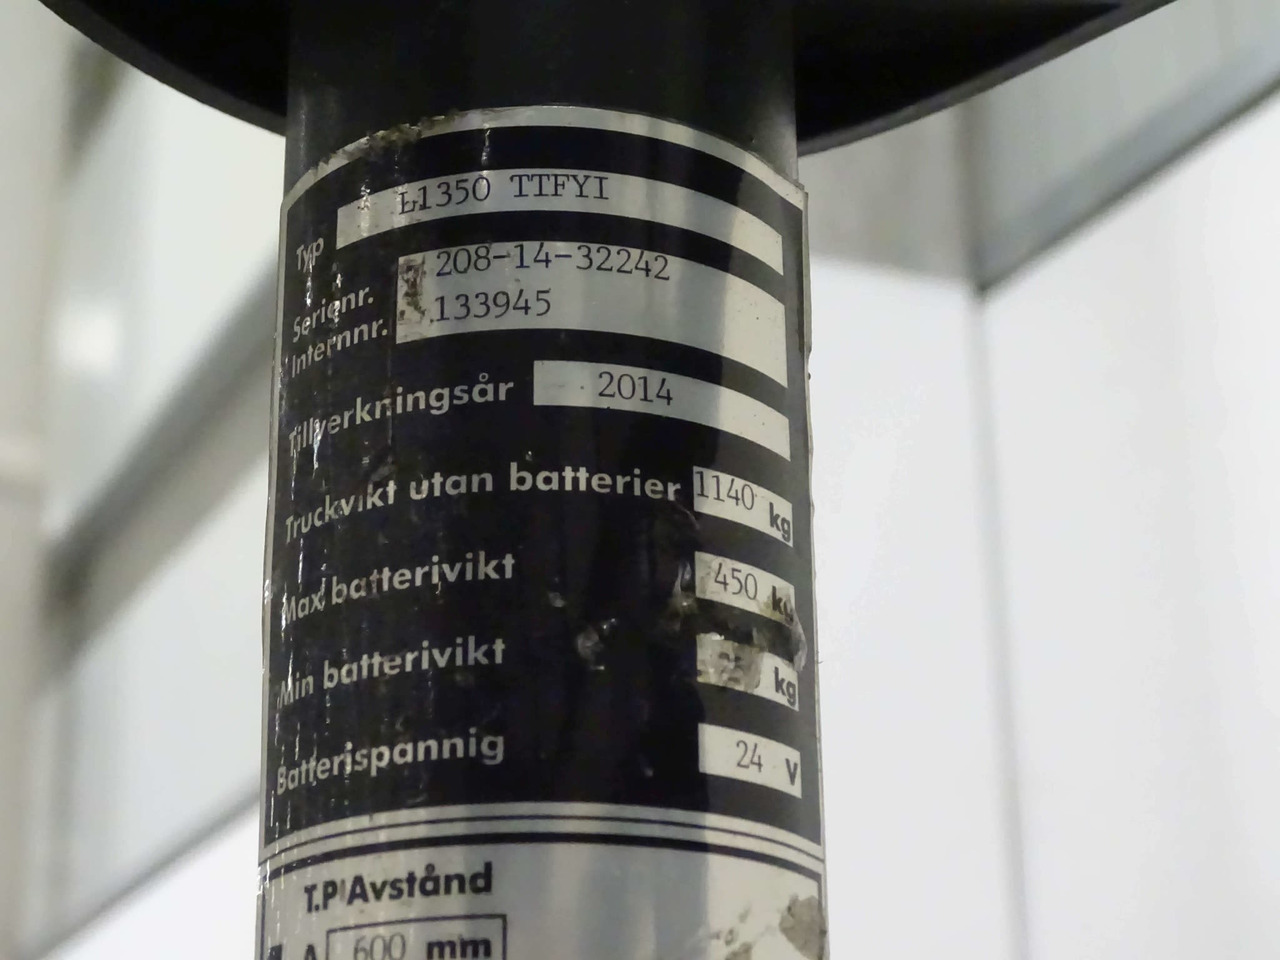 Typ L1350 TTFYI
Serienr. 208-14-32242
Internnr. 133945
Tillverkningsår 2014
Truckvikt utan batterier 1140 kg
Max batterivikt 450 kg
Min batterivikt kg
Batterispannig 24 V
T.P Avstånd
A 600 mm